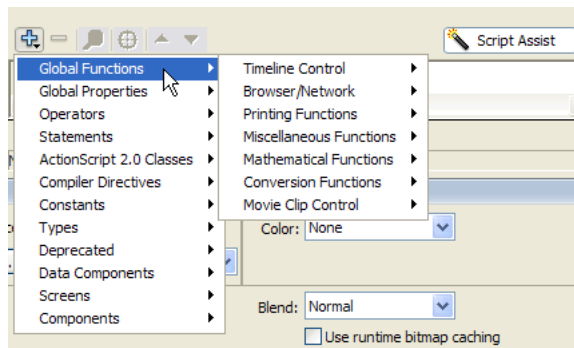 Script Assist
Global Functions
Global Properties
Operators
Statements
ActionScript 2.0 Classes
Compiler Directives
Constants
Types
Deprecated
Data Components
Screens
Components
Timeline Control
Browser/Network
Printing Functions
Miscellaneous Functions
Mathematical Functions
Conversion Functions
Movie Clip Control
Color: None
Blend: Normal
Use runtime bitmap caching